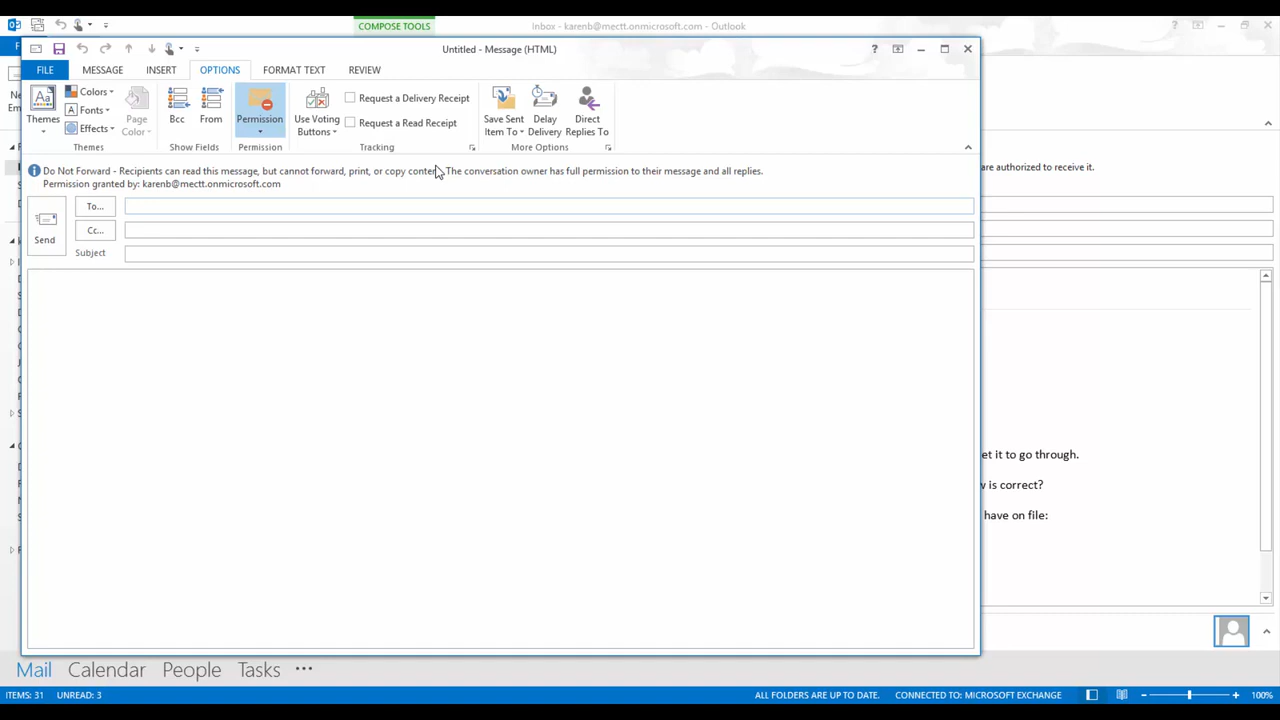 COMPOSE TOOLS
Inbox - karenb@mectt.onmicrosoft.com - Outlook
Untitled - Message (HTML)
FILE MESSAGE INSERT OPTIONS FORMAT TEXT REVIEW
Themes
Colors
Fonts
Effects
Page Color
Themes
Bcc
From
Show Fields
Permission
Permission
Use Voting Buttons
Request a Delivery Receipt
Request a Read Receipt
Tracking
Save Sent Item To
Delay Delivery
Direct Replies To
More Options
Do Not Forward - Recipients can read this message, but cannot forward, print, or copy content. The conversation owner has full permission to their message and all replies.
Permission granted by: karenb@mectt.onmicrosoft.com
are authorized to receive it.
Send
To...
Cc...
Subject
et it to go through.
w is correct?
have on file:
Mail Calendar People Tasks •••
ITEMS: 31 UNREAD: 3
ALL FOLDERS ARE UP TO DATE. CONNECTED TO: MICROSOFT EXCHANGE
100%